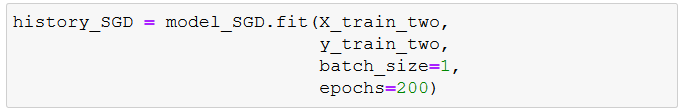 history_SGD = model_SGD.fit(X_train_two,
                            y_train_two,
                            batch_size=1,
                            epochs=200)